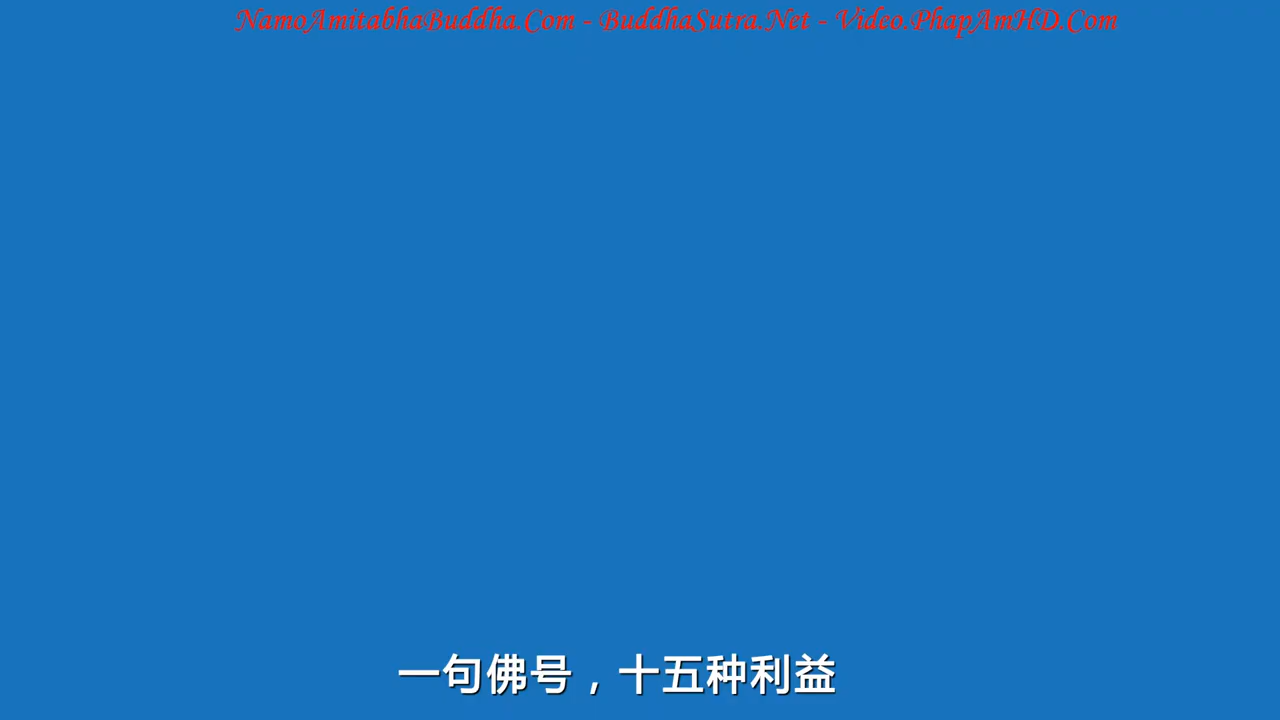 NamoAmitabhaBuddha.Com - BuddhaSutra.Net - Video.PhapAmHD.Com
一句佛号，十五种利益